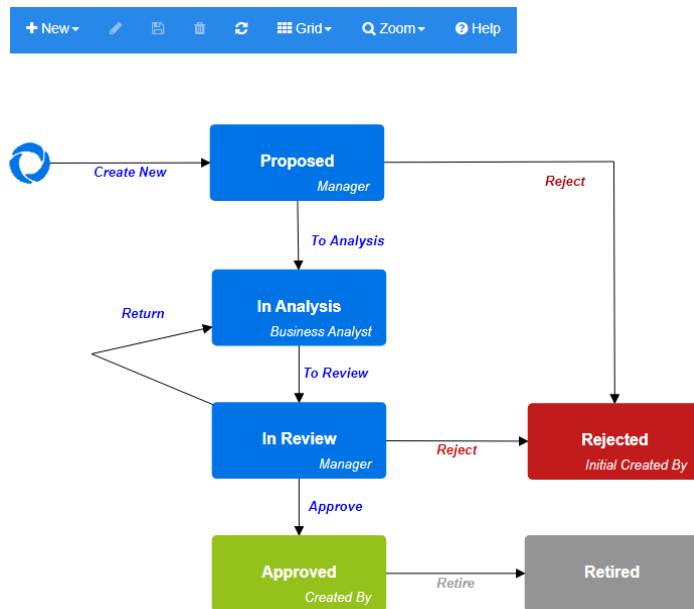 New
Grid
Zoom
Help
Proposed
Manager
Create New
Reject
To Analysis
In Analysis
Business Analyst
Return
To Review
In Review
Manager
Reject
Rejected
Initial Created By
Approve
Approved
Created By
Retire
Retired